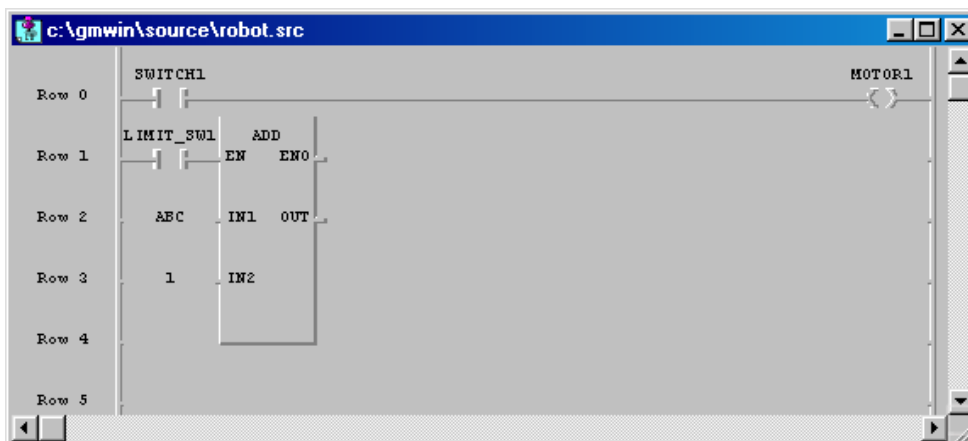 c:\gmwin\source\robot.src
SWITCH1 MOTOR1
Row 0
LIMIT_SW1 ADD
Row 1 EN ENO
Row 2 ABC IN1 OUT
Row 3 1 IN2
Row 4
Row 5